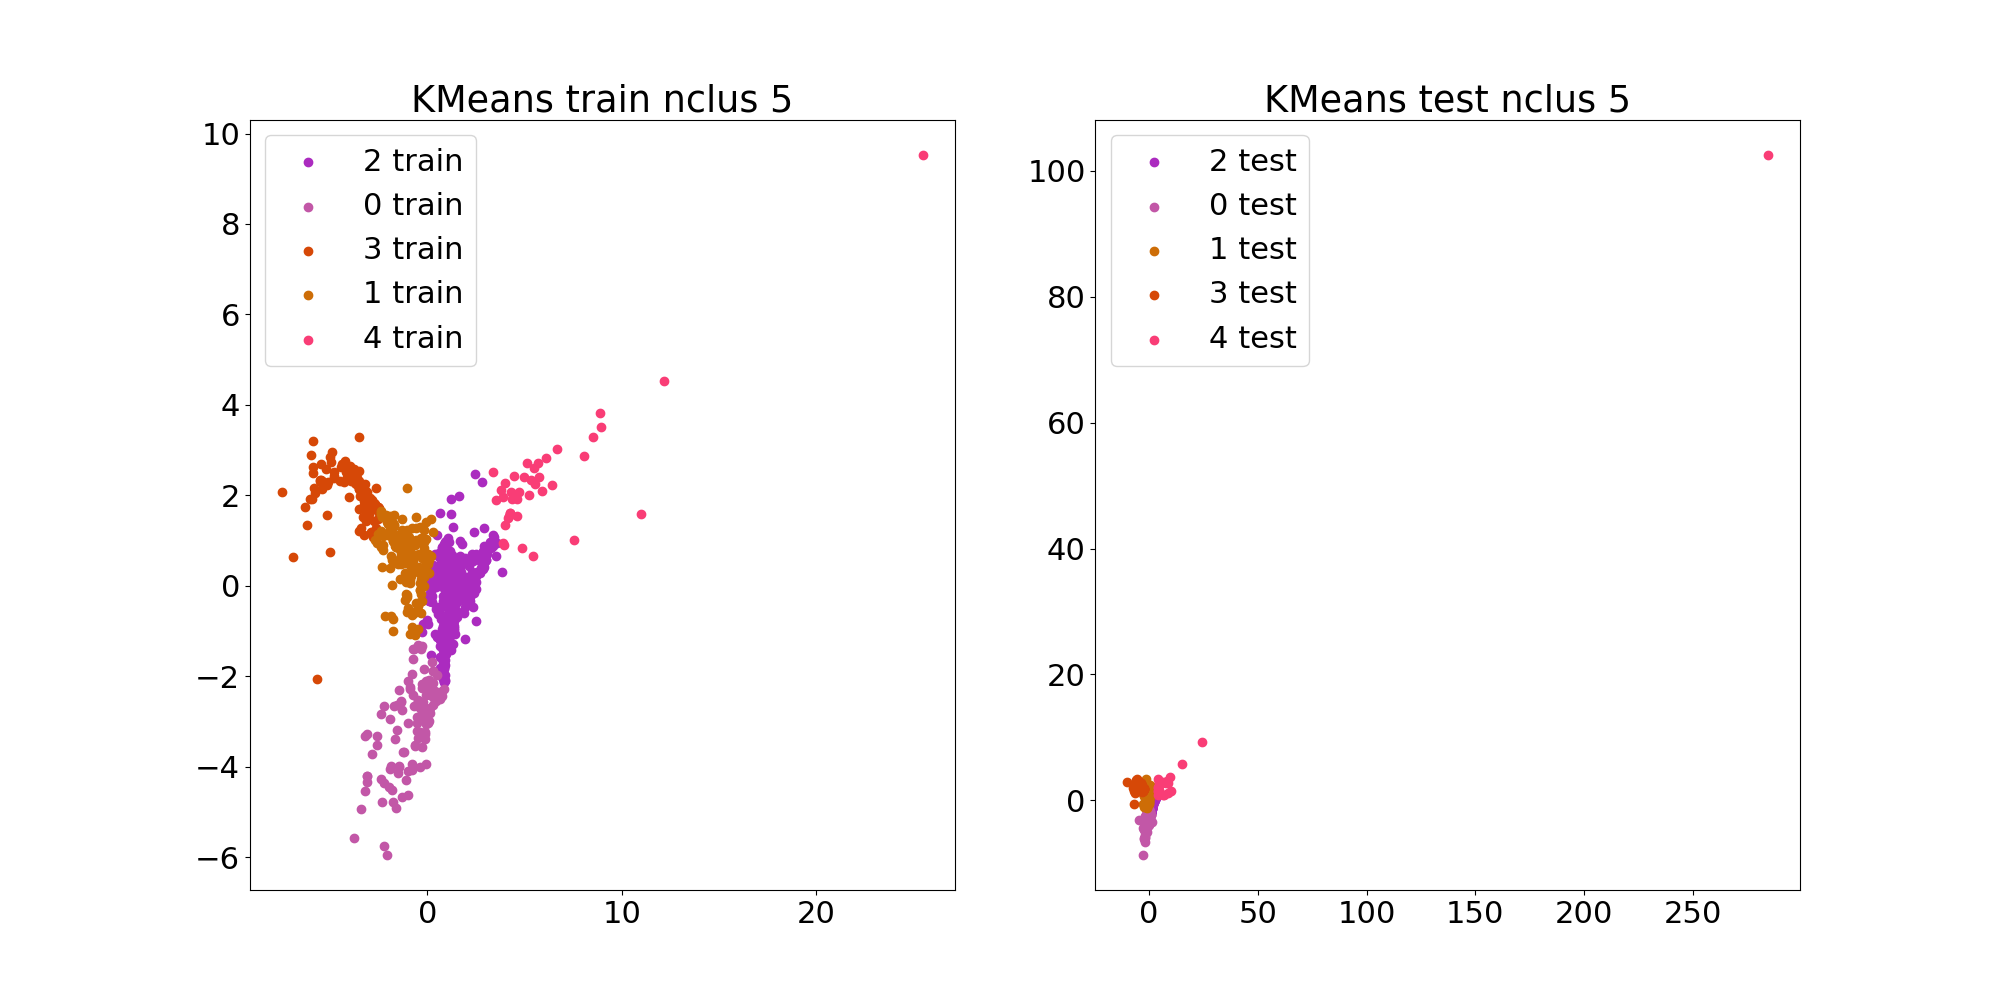 KMeans train nclus 5
10
8
6
4
2
0
−2
−4
−6
0
10
20
2 train
0 train
3 train
1 train
4 train
KMeans test nclus 5
100
80
60
40
20
0
0
50
100
150
200
250
2 test
0 test
1 test
3 test
4 test